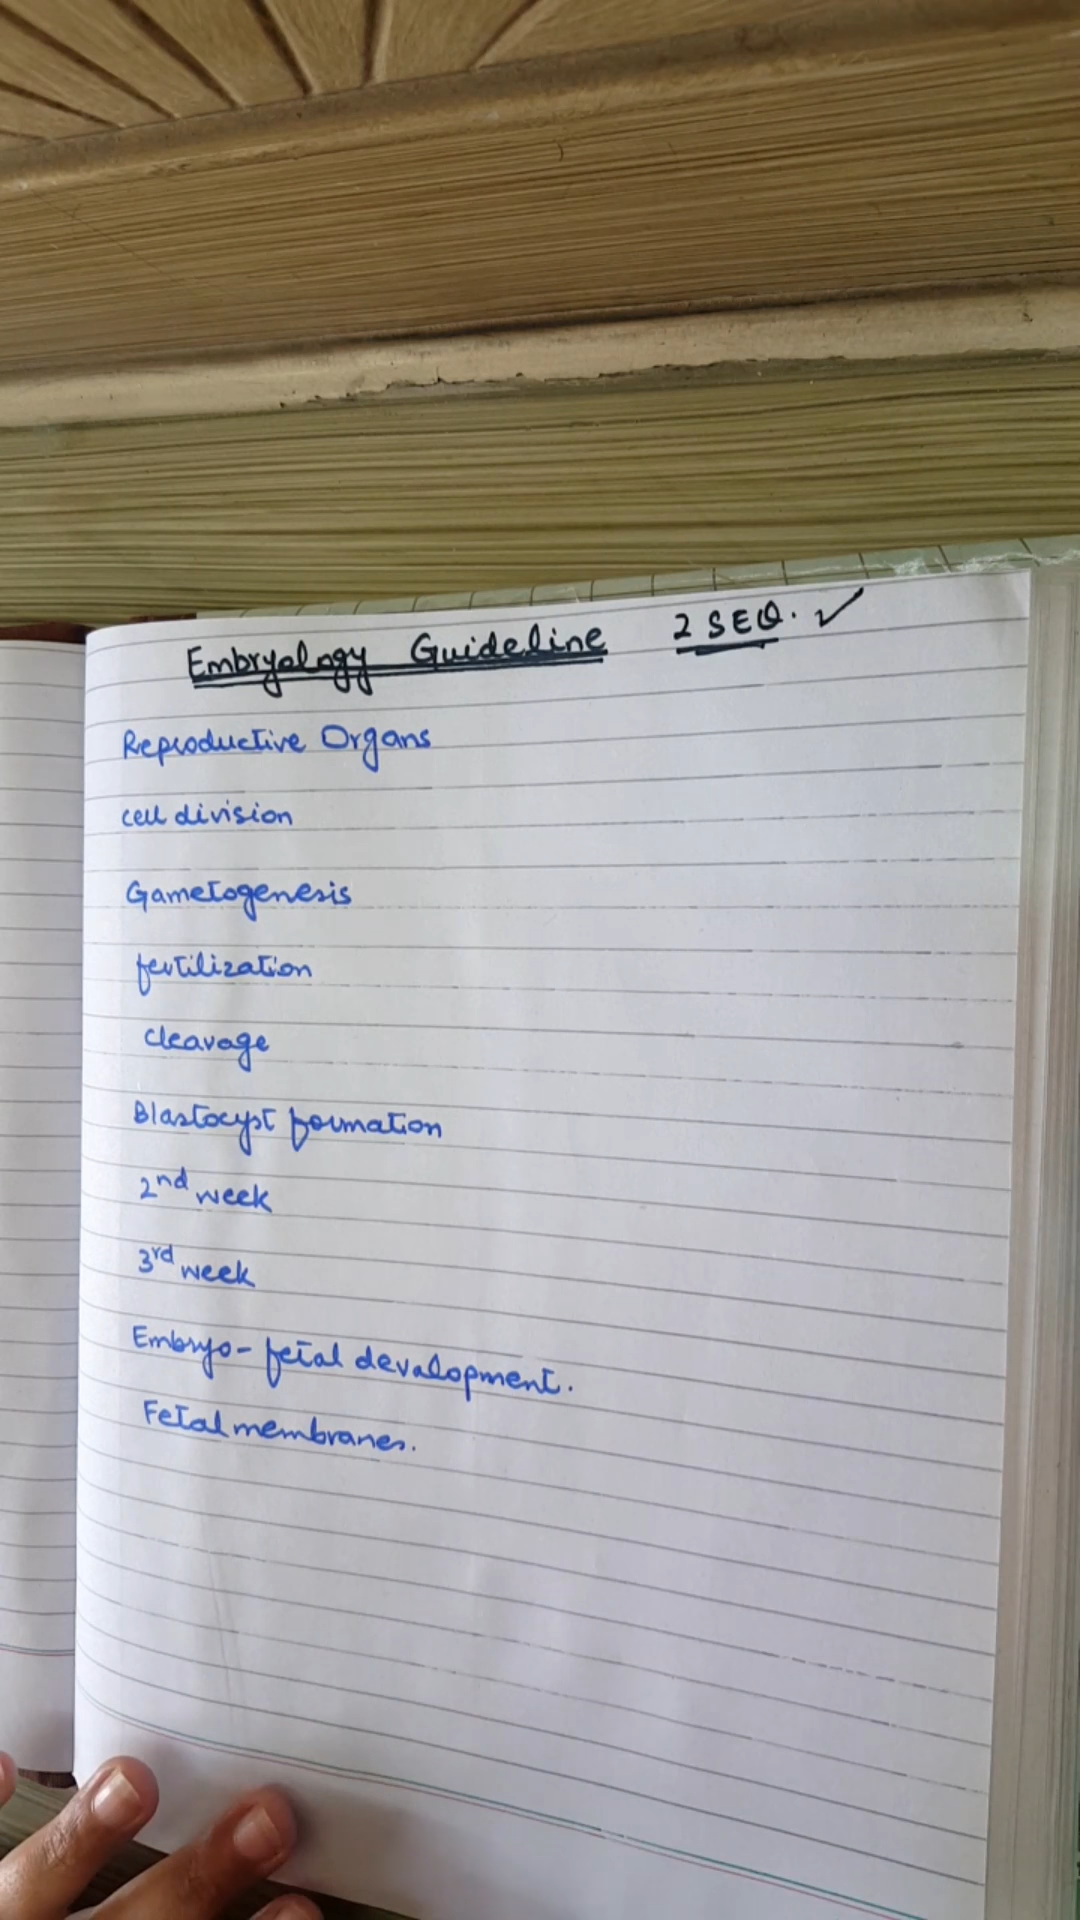 Embryology Guideline 2 SEQ. ✓
Reproductive Organs
cell division
Gametogenesis
fertilization
cleavage
Blastocyst formation
2nd week
3rd week
Embryo-fetal devalopment.
Fetal membranes.